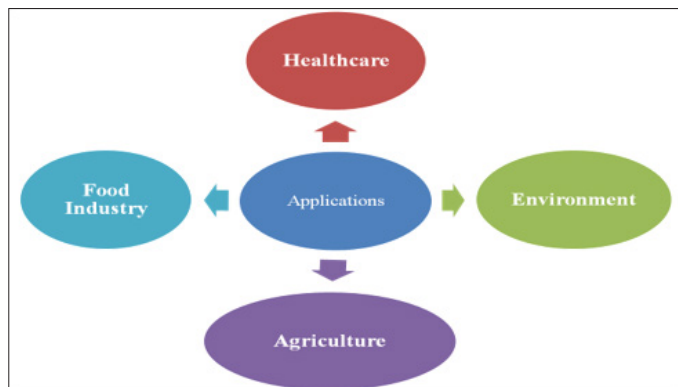 Healthcare
Food
Industry
Applications
Environment
Agriculture